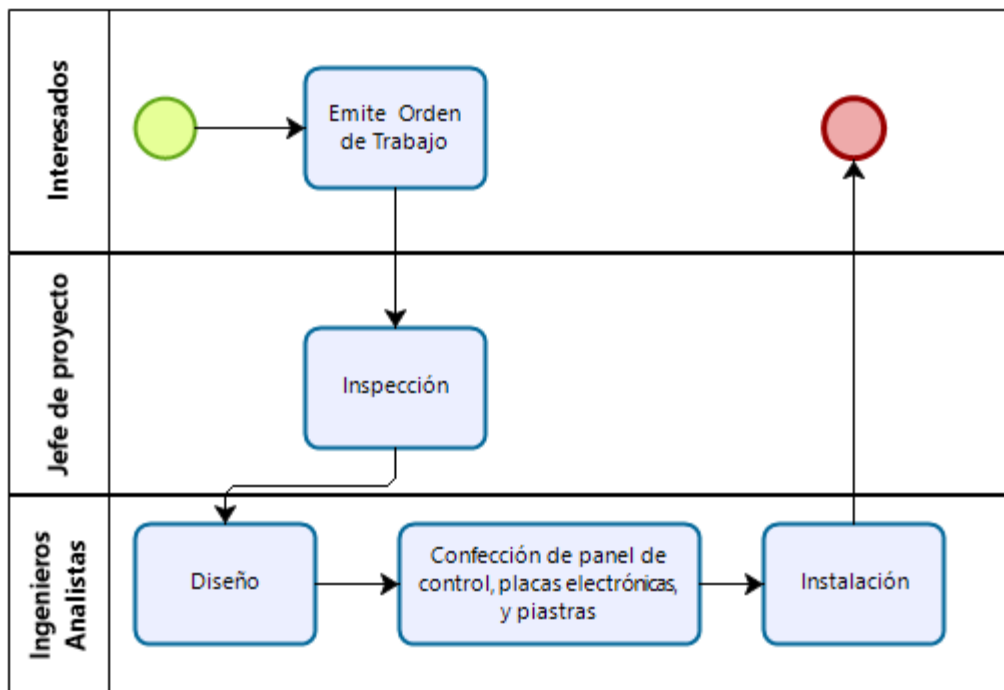 Interesados
Emite Orden
de Trabajo
Jefe de proyecto
Inspección
Ingenieros
Analistas
Diseño
Confección de panel de
control, placas electrónicas,
y piastras
Instalación